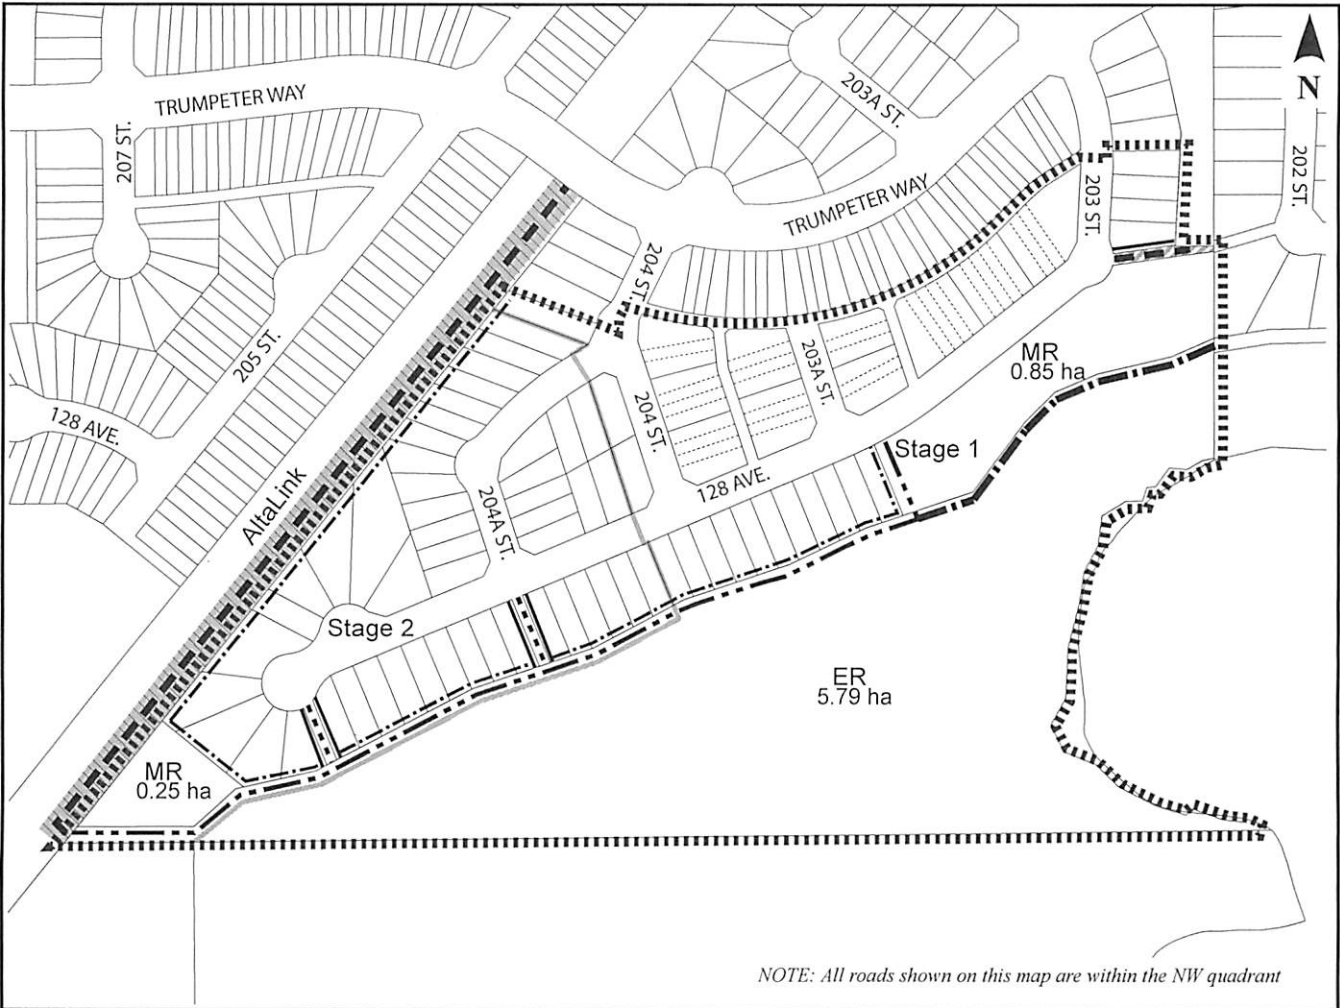 N
TRUMPETER WAY
207 ST.
203A ST.
202 ST.
TRUMPETER WAY
203 ST.
204 ST.
205 ST.
203A ST.
MR
0.85 ha
128 AVE.
204 ST.
Stage 1
AltaLink
128 AVE.
204A ST.
Stage 2
ER
5.79 ha
MR
0.25 ha
NOTE: All roads shown on this map are within the NW quadrant